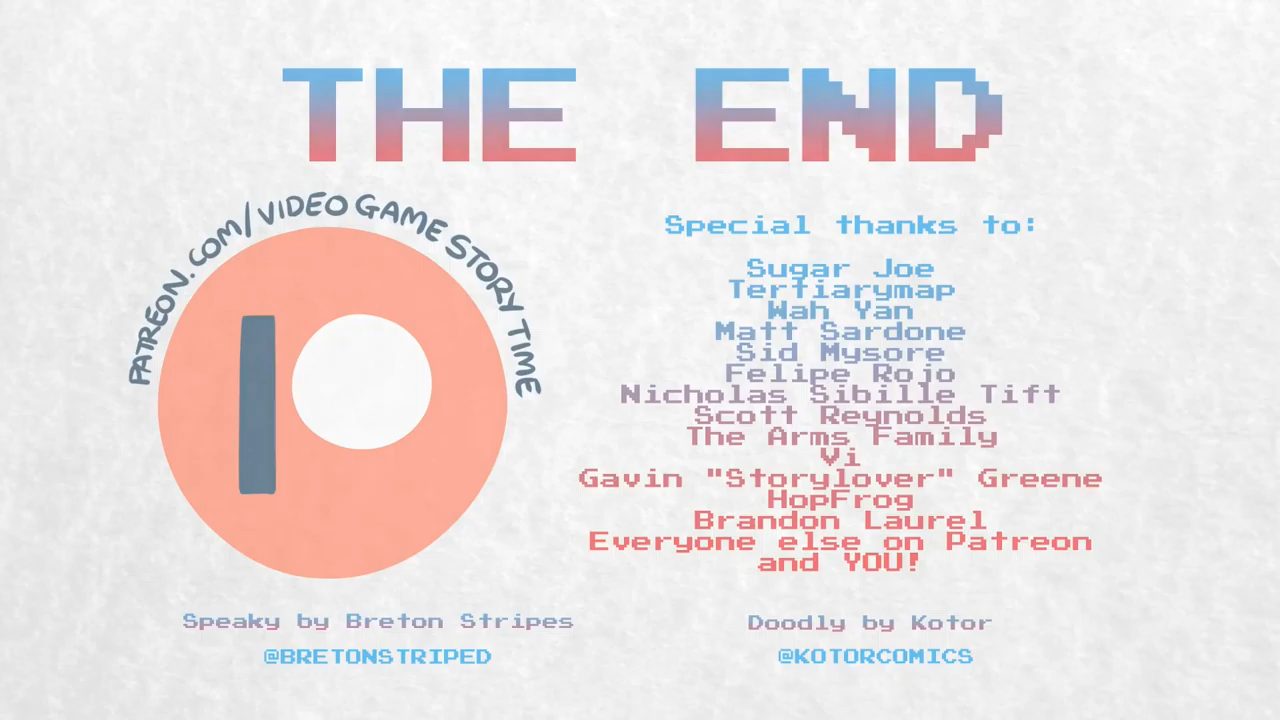 THE END
PATREON.COM/VIDEO GAME STORY TIME
Special thanks to:
Sugar Joe
Tertiarymap
Wah Yan
Matt Sardone
Sid Mysore
Felipe Rojo
Nicholas Sibille Tift
Scott Reynolds
The Arms Family
Vi
Gavin "Storylover" Greene
HopFrog
Brandon Laurel
Everyone else on Patreon
and YOU!
Speaky by Breton Stripes
@BRETONSTRIPED
Doodly by Kotor
@KOTORCOMICS